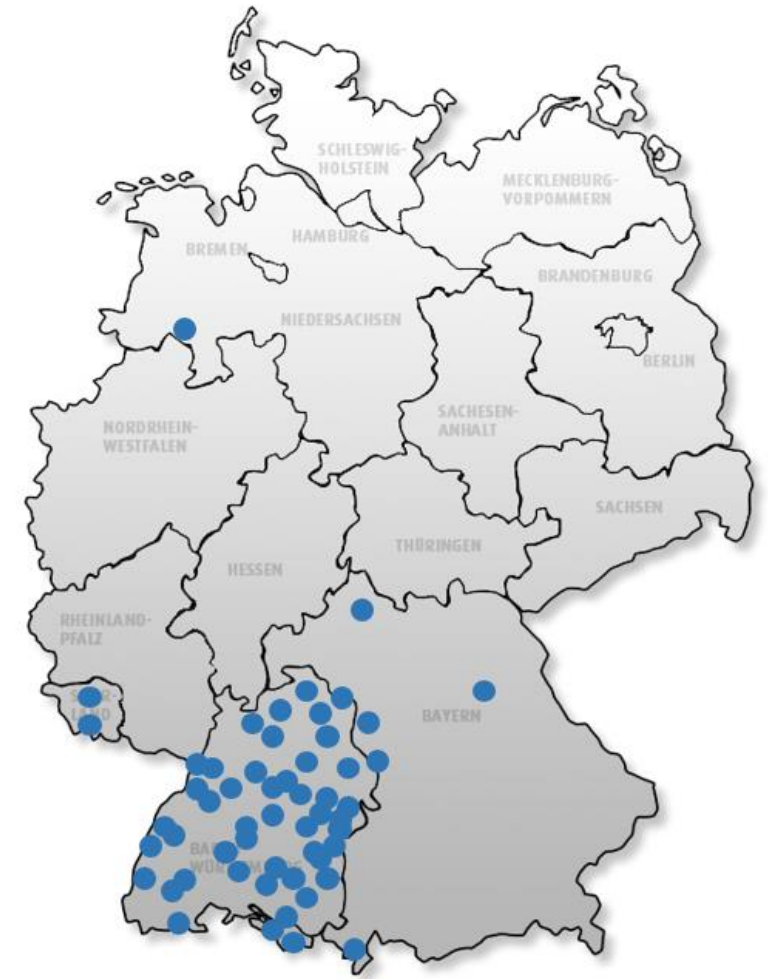 SCHLESWIG-
HOLSTEIN
MECKLENBURG-
VORPOMMERN
HAMBURG
BREMEN
BRANDENBURG
NIEDERSACHSEN
BERLIN
SACHESEN-
ANHALT
NORDRHEIN-
WESTFALEN
SACHSEN
THÜRINGEN
HESSEN
RHEINLAND-
PFALZ
BAYERN